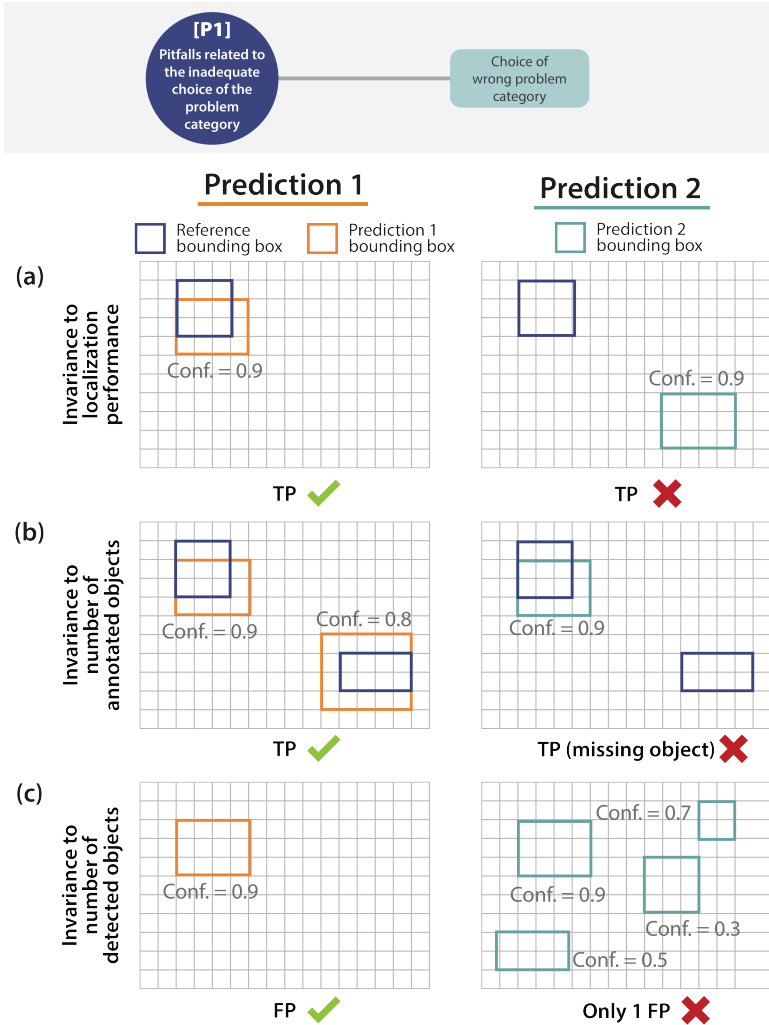 [P1]
Pitfalls related to
the inadequate
choice of the
problem
category
Choice of
wrong problem
category
Prediction 1
Prediction 2
Reference
bounding box
Prediction 1
bounding box
Prediction 2
bounding box
(a)
Invariance to
localization
performance
Conf. = 0.9
Conf. = 0.9
TP
TP
(b)
Invariance to
number of
annotated objects
Conf. = 0.9
Conf. = 0.8
Conf. = 0.9
TP
TP (missing object)
(c)
Invariance to
number of
detected objects
Conf. = 0.9
Conf. = 0.7
Conf. = 0.9
Conf. = 0.3
Conf. = 0.5
FP
Only 1 FP